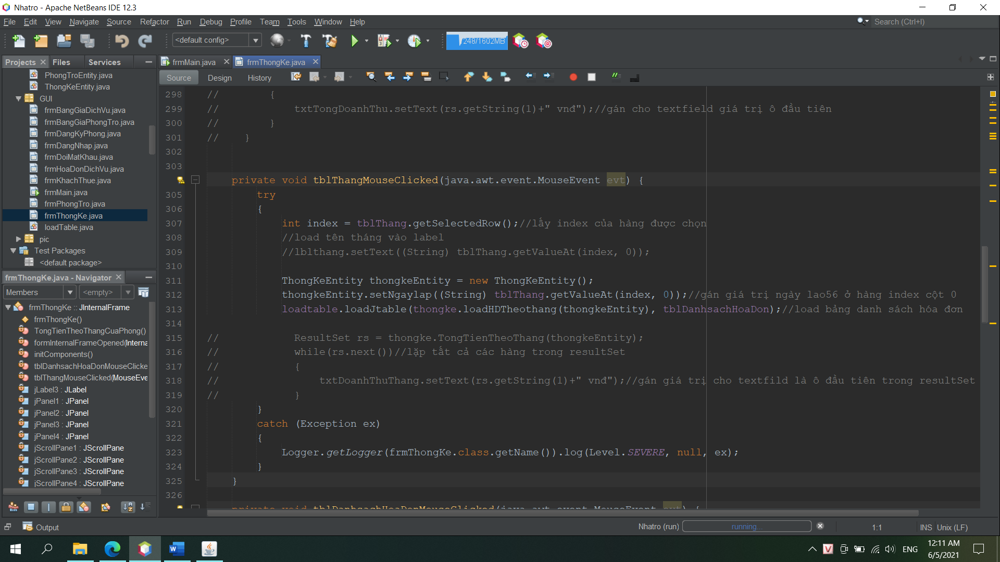 Nhatro - Apache NetBeans IDE 12.3
File Edit View Navigate Source Refactor Run Debug Profile Team Tools Window Help
Search (Ctrl+I)
<default config>
248/1602MB
Projects Files Services
frmMain.java frmThongKe.java
Source Design History
PhongTroEntity.java
ThongKeEntity.java
GUI
frmBangGiaDichVu.java
frmBangGiaPhongTro.java
frmDangKyPhong.java
frmDangNhap.java
frmDoiMatKhau.java
frmHoaDonDichVu.java
frmKhachThue.java
frmMain.java
frmPhongTro.java
frmThongKe.java
loadTable.java
pic
Test Packages
<default package>
frmThongKe.java - Navigator
Members <empty>
frmThongKe :: JInternalFrame
frmThongKe()
TongTienTheoThangCuaPhong()
formInternalFrameOpened(Interna
initComponents()
tblDanhsachHoaDonMouseClicke
tblThangMouseClicked(MouseEve
jLabel3 : JLabel
jPanel1 : JPanel
jPanel2 : JPanel
jPanel3 : JPanel
jPanel4 : JPanel
jScrollPane1 : JScrollPane
jScrollPane2 : JScrollPane
jScrollPane3 : JScrollPane
jScrollPane4 : JScrollPane
298 // {
299 // txtTongDoanhThu.setText(rs.getString(1)+" vnđ");//gán cho textfield giá trị ô đầu tiên
300 // }
301 // }
302
303
private void tblThangMouseClicked(java.awt.event.MouseEvent evt) {
305 try
306 {
307 int index = tblThang.getSelectedRow();//lấy index của hàng được chọn
308 //load tên tháng vào label
309 //lblthang.setText((String) tblThang.getValueAt(index, 0));
310
311 ThongKeEntity thongkeEntity = new ThongKeEntity();
312 thongkeEntity.setNgaylap((String) tblThang.getValueAt(index, 0));//gán giá trị ngày lao56 ở hàng index cột 0
313 loadtable.loadJtable(thongke.loadHDTheothang(thongkeEntity), tblDanhsachHoaDon);//load bảng danh sách hóa đơn
314
315 // ResultSet rs = thongke.TongTienTheoThang(thongkeEntity);
316 // while(rs.next())//lặp tất cả các hàng trong resultSet
317 // {
318 // txtDoanhThuThang.setText(rs.getString(1)+" vnđ");//gán giá trị cho textfild là ô đầu tiên trong resultSet
319 // }
320 }
321 catch (Exception ex)
322 {
323 Logger.getLogger(frmThongKe.class.getName()).log(Level.SEVERE, null, ex);
324 }
325 }
326
private void tblDanhsachHoaDonMouseClicked(java.awt.event.MouseEvent evt) {
Output
Nhatro (run) running... 1:1 INS Unix (LF)
ENG
12:11 AM
6/5/2021